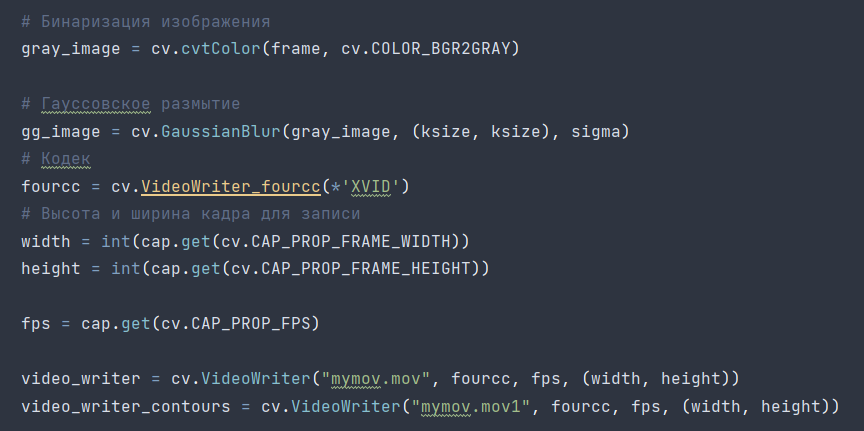 # Бинаризация изображения
gray_image = cv.cvtColor(frame, cv.COLOR_BGR2GRAY)
# Гауссовское размытие
gg_image = cv.GaussianBlur(gray_image, (ksize, ksize), sigma)
# Кодек
fourcc = cv.VideoWriter_fourcc(*'XVID')
# Высота и ширина кадра для записи
width = int(cap.get(cv.CAP_PROP_FRAME_WIDTH))
height = int(cap.get(cv.CAP_PROP_FRAME_HEIGHT))
fps = cap.get(cv.CAP_PROP_FPS)
video_writer = cv.VideoWriter("mymov.mov", fourcc, fps, (width, height))
video_writer_contours = cv.VideoWriter("mymov.mov1", fourcc, fps, (width, height))